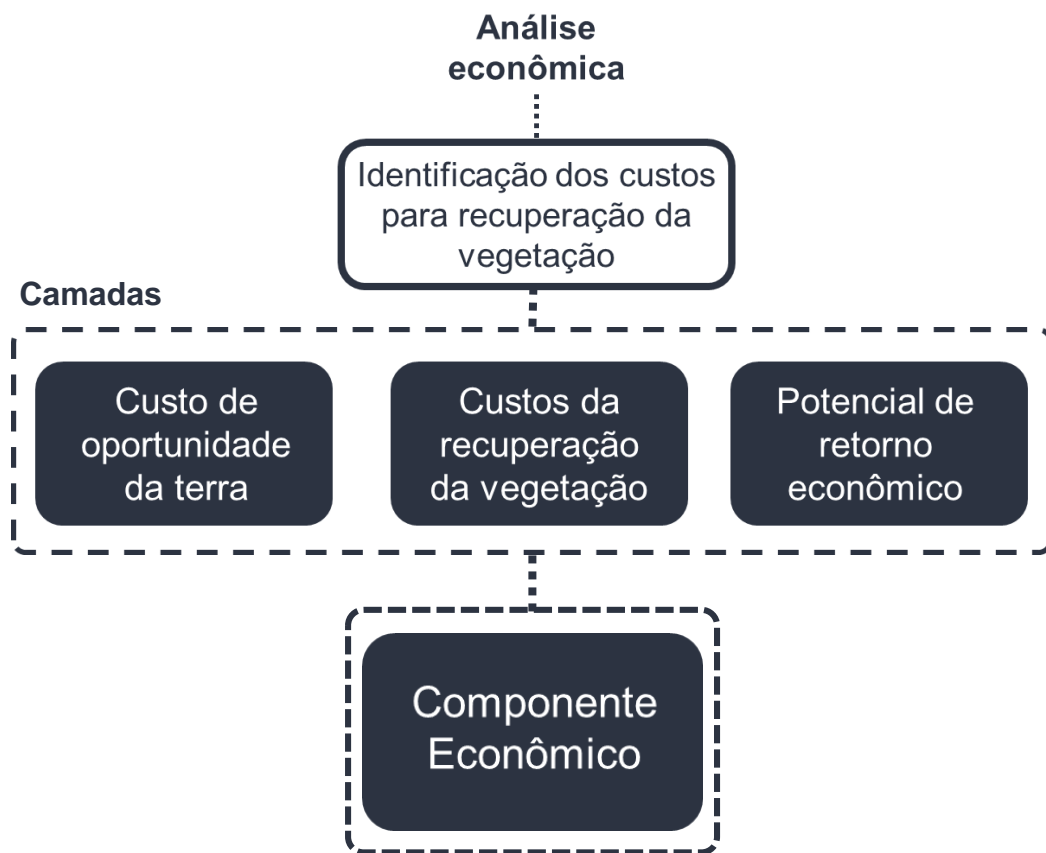 Análise
econômica
Identificação dos custos
para recuperação da
vegetação
Camadas
Custo de
oportunidade
da terra
Custos da
recuperação
da vegetação
Potencial de
retorno
econômico
Componente
Econômico